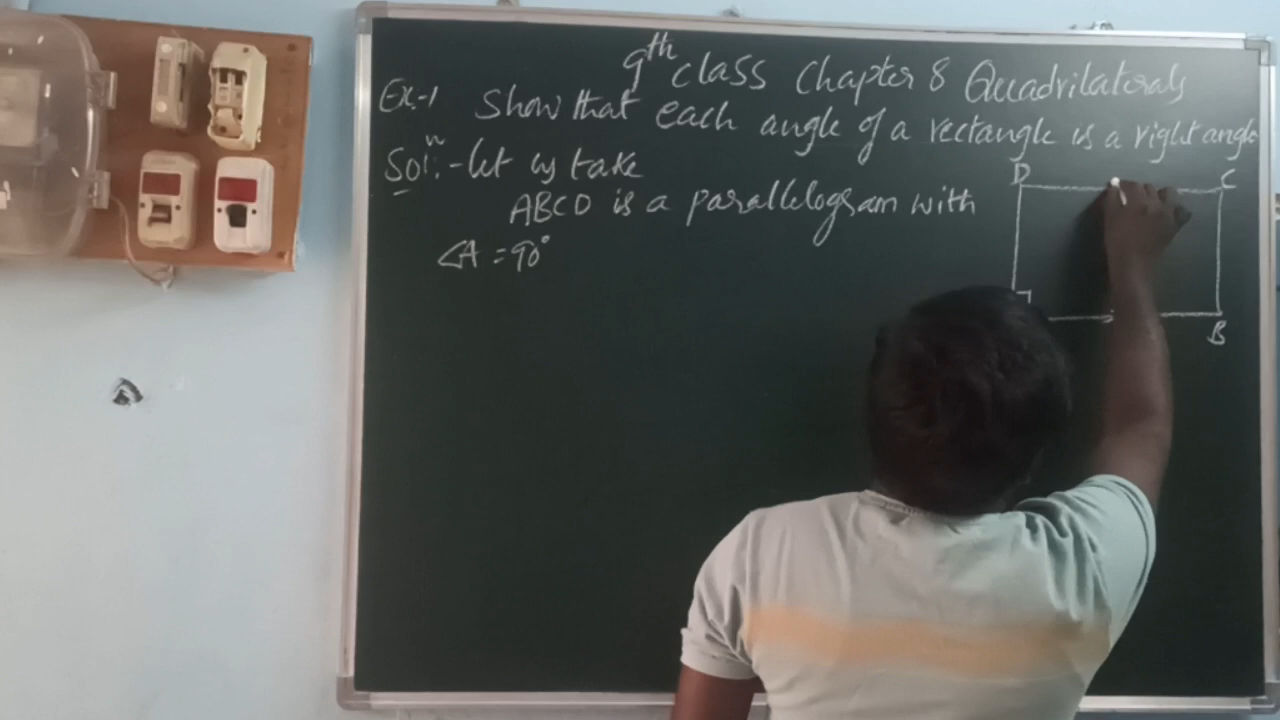 9th class Chapter 8 Quadrilaterals
Ex:-1 Show that each angle of a rectangle is a right angle
Soln:- let us take
ABCD is a parallelogram with
∠A = 90°
D C
B